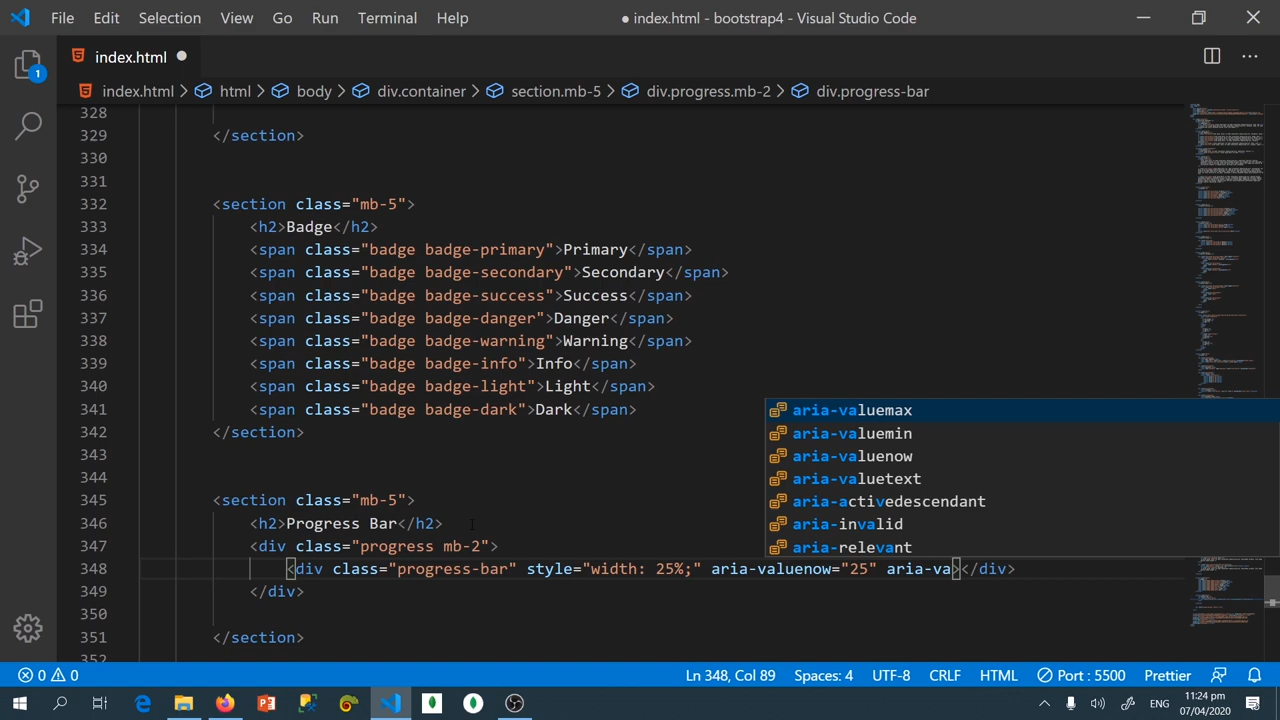 File Edit Selection View Go Run Terminal Help ● index.html - bootstrap4 - Visual Studio Code
index.html
index.html > html > body > div.container > section.mb-5 > div.progress.mb-2 > div.progress-bar
1
328
329 </section>
330
331
332 <section class="mb-5">
333 <h2>Badge</h2>
334 <span class="badge badge-primary">Primary</span>
335 <span class="badge badge-secondary">Secondary</span>
336 <span class="badge badge-success">Success</span>
337 <span class="badge badge-danger">Danger</span>
338 <span class="badge badge-warning">Warning</span>
339 <span class="badge badge-info">Info</span>
340 <span class="badge badge-light">Light</span>
341 <span class="badge badge-dark">Dark</span>
342 </section>
343
344
345 <section class="mb-5">
346 <h2>Progress Bar</h2>
347 <div class="progress mb-2">
348 <div class="progress-bar" style="width: 25%;" aria-valuenow="25" aria-va></div>
349 </div>
350
351 </section>
352
aria-valuemax
aria-valuemin
aria-valuenow
aria-valuetext
aria-activedescendant
aria-invalid
aria-relevant
0 0 Ln 348, Col 89 Spaces: 4 UTF-8 CRLF HTML Port : 5500 Prettier
ENG 11:24 pm
07/04/2020